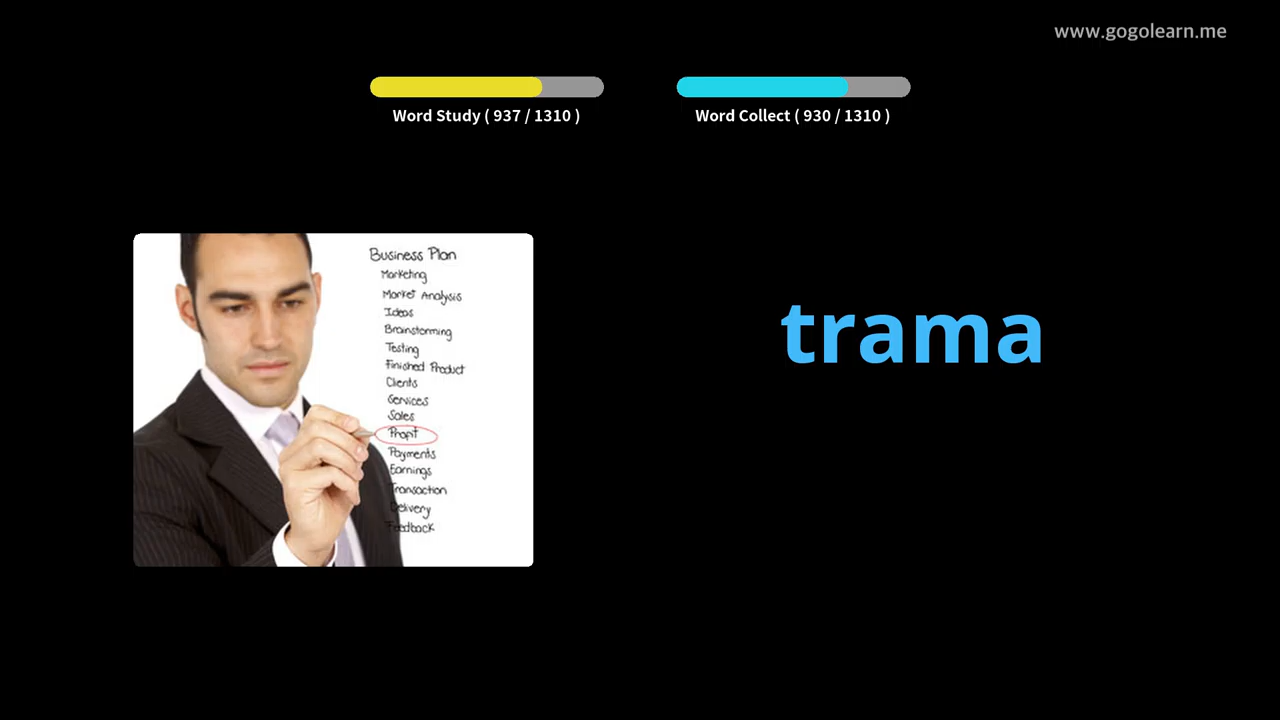 www.gogolearn.me
Word Study ( 937 / 1310 )
Word Collect ( 930 / 1310 )
Business Plan
Marketing
Market Analysis
Ideas
Brainstorming
Testing
Finished Product
Clients
Services
Sales
Profit
Payments
Earnings
Transaction
Delivery
Feedback
trama